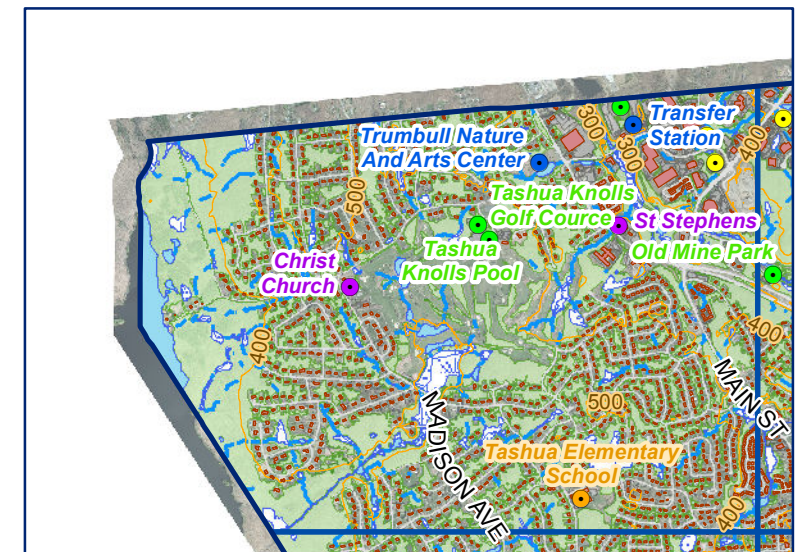 300
300
Transfer
Station
400
Trumbull Nature
And Arts Center
500
Tashua Knolls
Golf Cource
St Stephens
Tashua
Knolls Pool
Old Mine Park
Christ
Church
400
400
MAIN ST
500
MADISON AVE
Tashua Elementary
School
400